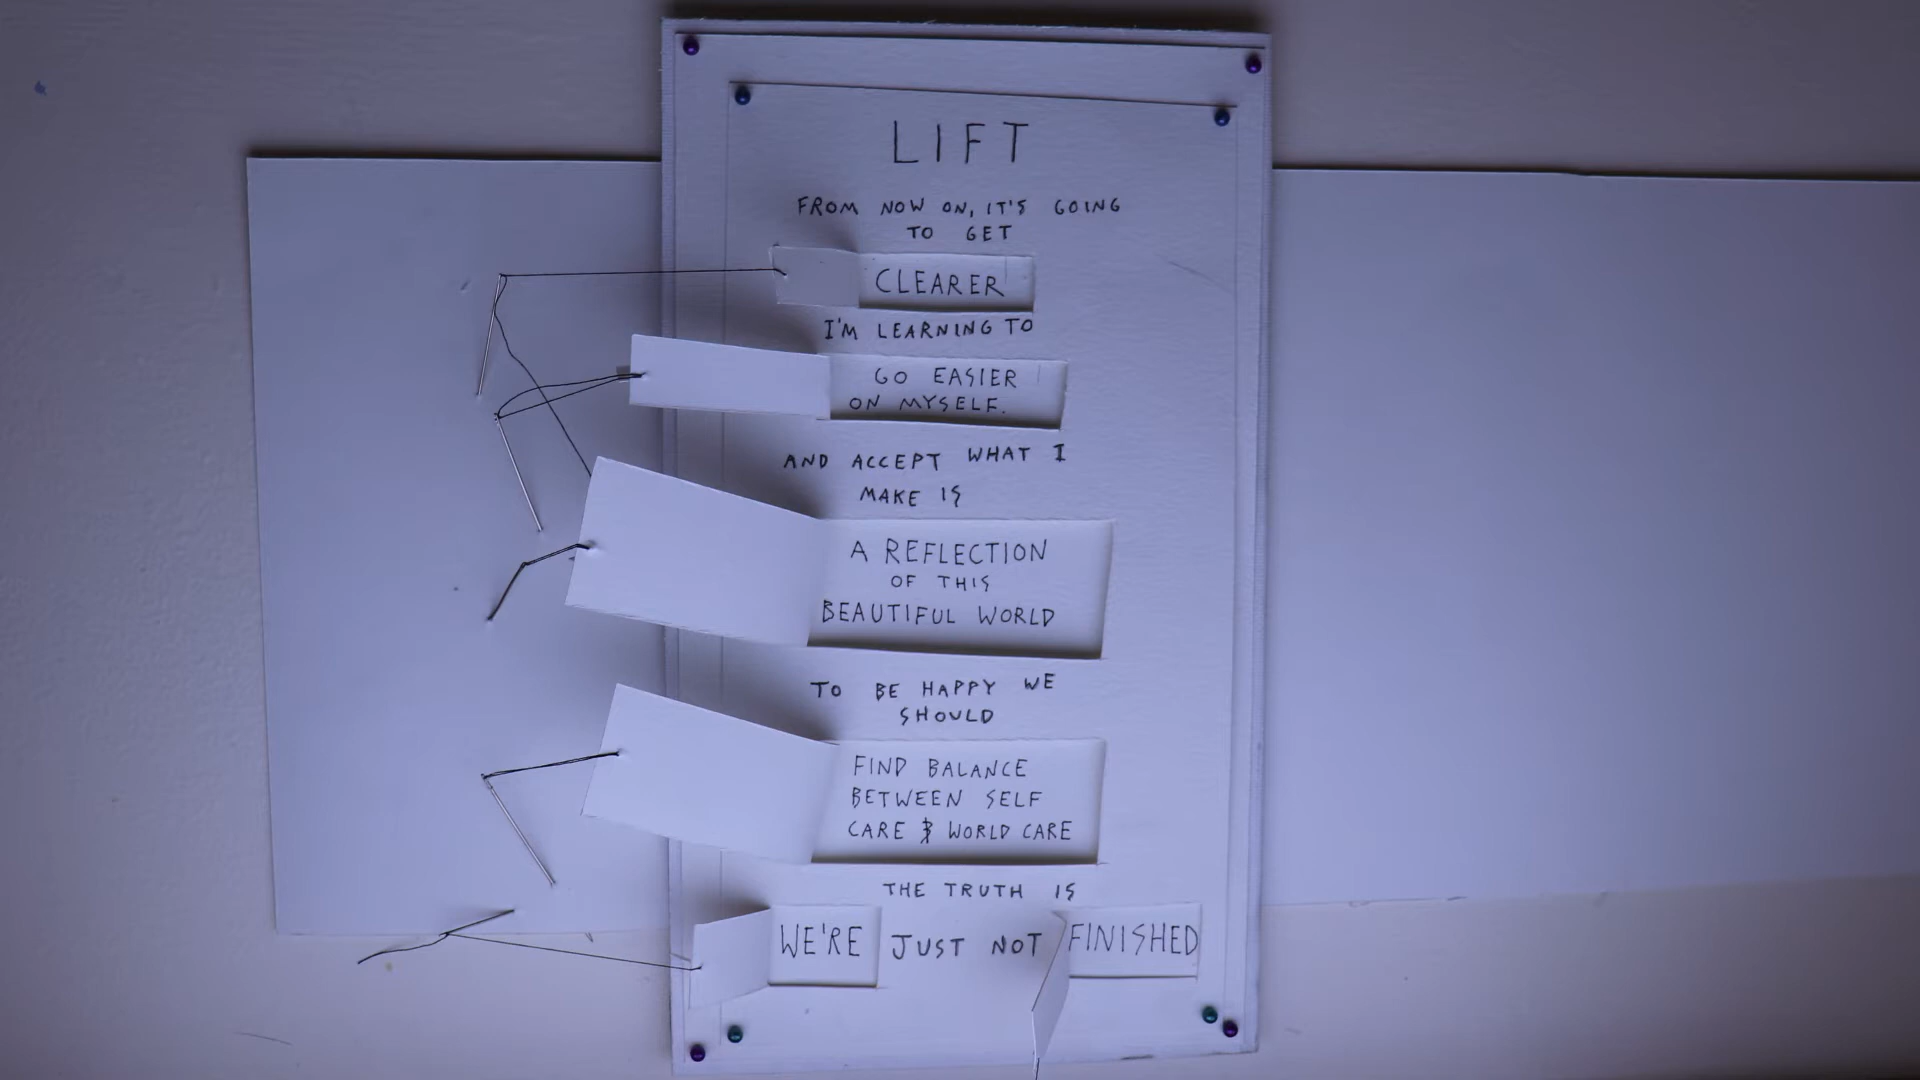 LIFT
FROM NOW ON, IT'S GOING
TO GET
CLEARER
I'M LEARNING TO
GO EASIER
ON MYSELF.
AND ACCEPT WHAT I
MAKE IS
A REFLECTION
OF THIS
BEAUTIFUL WORLD
TO BE HAPPY WE
SHOULD
FIND BALANCE
BETWEEN SELF
CARE & WORLD CARE
THE TRUTH IS
WE'RE JUST NOT FINISHED